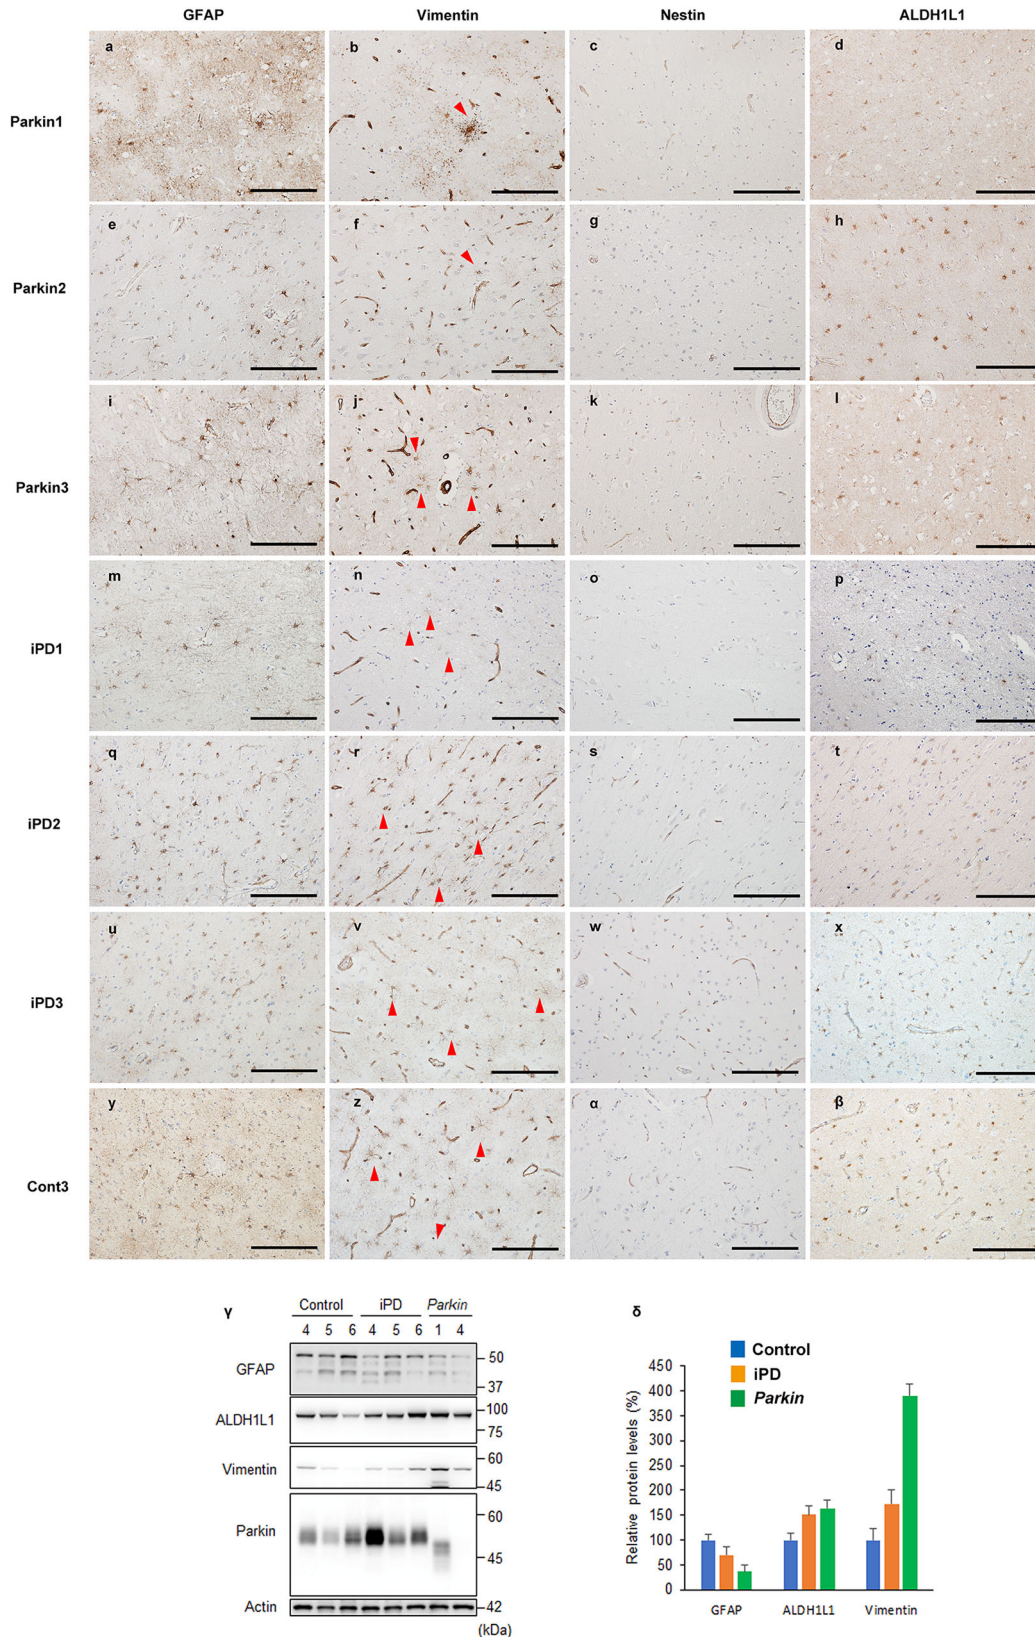 GFAP Vimentin Nestin ALDH1L1
a b c d
Parkin1
e f g h
Parkin2
i j k l
Parkin3
m n o p
iPD1
q r s t
iPD2
u v w x
iPD3
y z α β
Cont3
γ
Control iPD Parkin
4 5 6 4 5 6 1 4
GFAP
50
37
ALDH1L1
100
75
Vimentin
60
45
Parkin
60
45
Actin
42
(kDa)
δ
Control
iPD
Parkin
Relative protein levels (%)
450
400
350
300
250
200
150
100
50
0
GFAP ALDH1L1 Vimentin